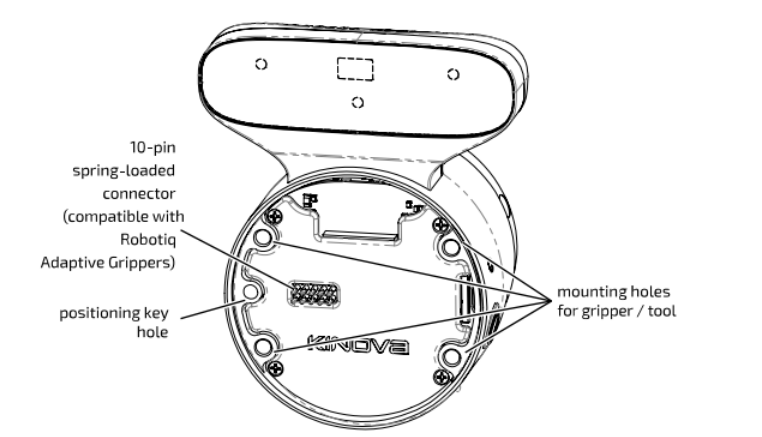 10-pin
spring-loaded
connector
(compatible with
Robotiq
Adaptive Grippers)
positioning key
hole
mounting holes
for gripper / tool
KINOVa